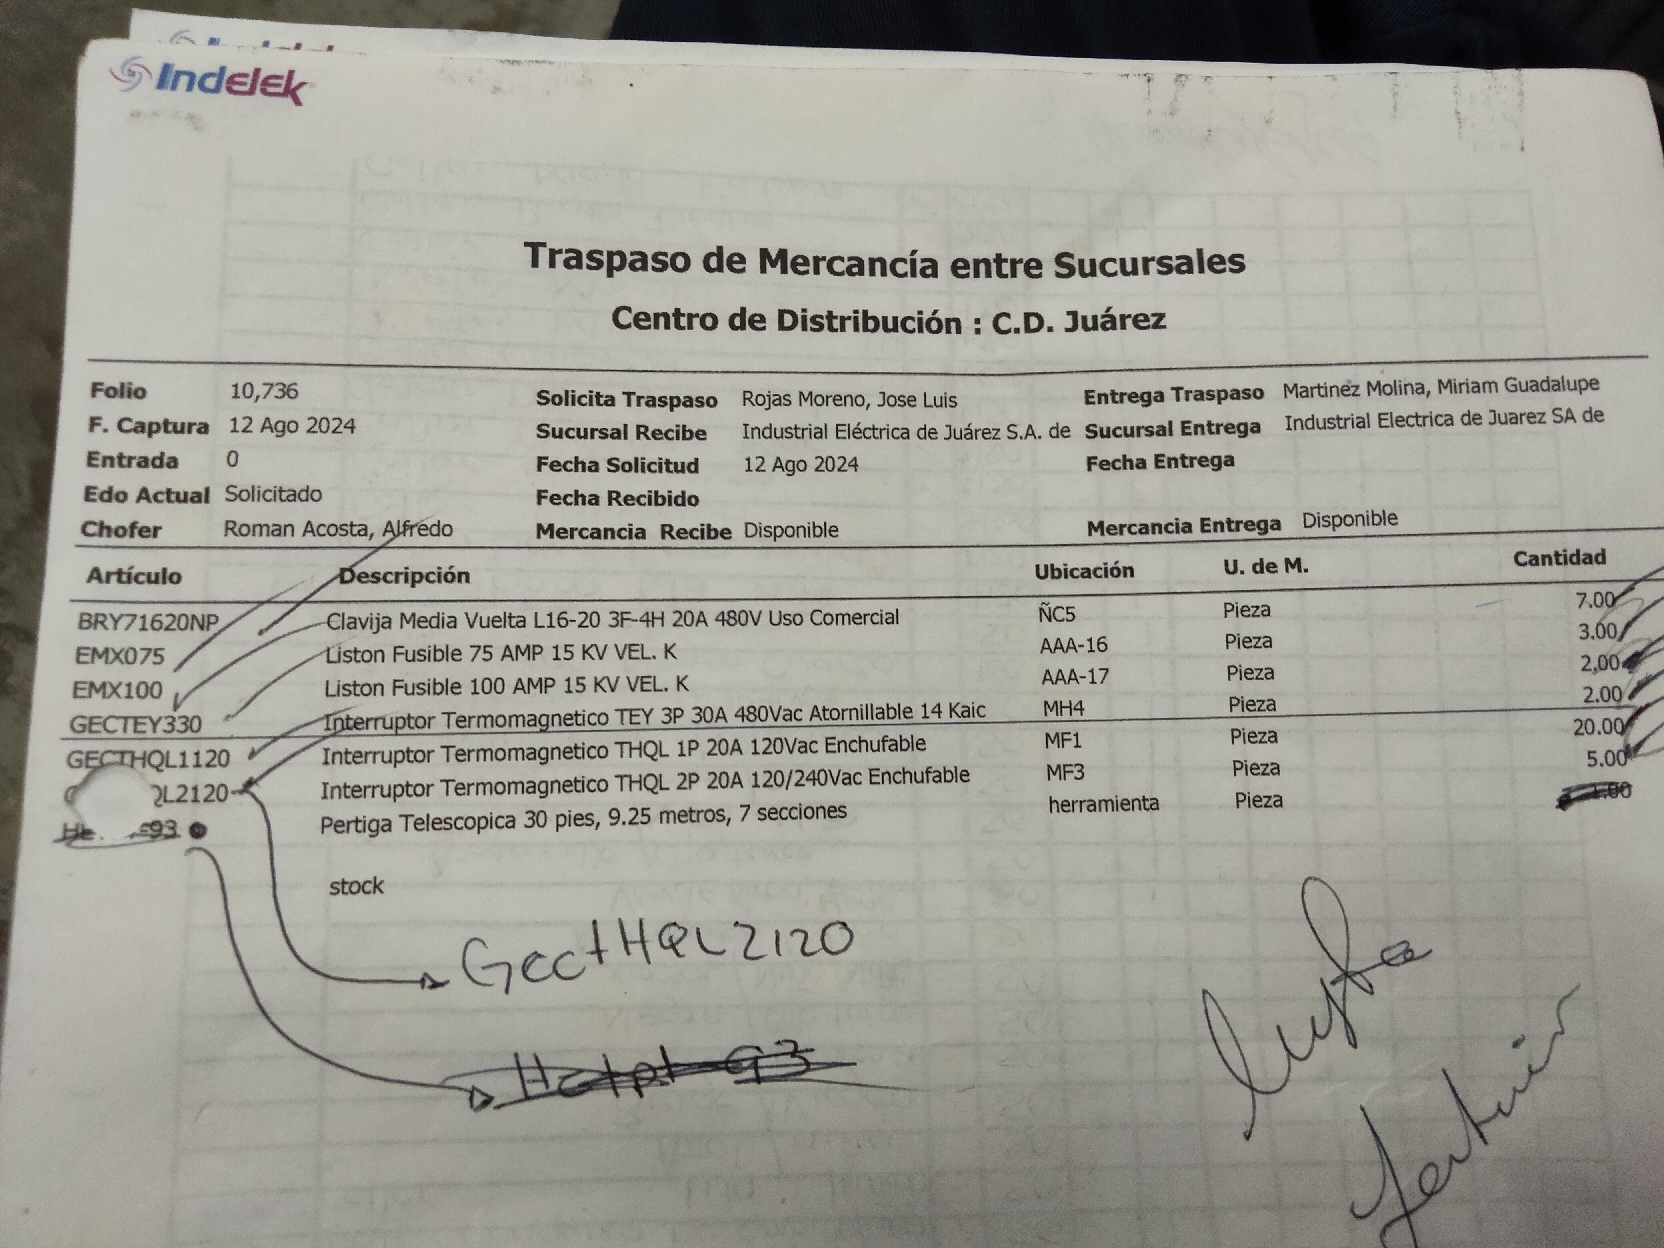 Indelek
Traspaso de Mercancía entre Sucursales
Centro de Distribución : C.D. Juárez
Folio 10,736 Solicita Traspaso Rojas Moreno, Jose Luis Entrega Traspaso Martinez Molina, Miriam Guadalupe
F. Captura 12 Ago 2024 Sucursal Recibe Industrial Eléctrica de Juárez S.A. de Sucursal Entrega Industrial Electrica de Juarez SA de
Entrada 0 Fecha Solicitud 12 Ago 2024 Fecha Entrega
Edo Actual Solicitado Fecha Recibido
Chofer Roman Acosta, Alfredo Mercancia Recibe Disponible Mercancia Entrega Disponible
Artículo Descripción Ubicación U. de M. Cantidad
BRY71620NP Clavija Media Vuelta L16-20 3F-4H 20A 480V Uso Comercial ÑC5 Pieza 7.00
EMX075 Liston Fusible 75 AMP 15 KV VEL. K AAA-16 Pieza 3.00
EMX100 Liston Fusible 100 AMP 15 KV VEL. K AAA-17 Pieza 2.00
GECTEY330 Interruptor Termomagnetico TEY 3P 30A 480Vac Atornillable 14 Kaic MH4 Pieza 2.00
GECTHQL1120 Interruptor Termomagnetico THQL 1P 20A 120Vac Enchufable MF1 Pieza 20.00
QL2120 Interruptor Termomagnetico THQL 2P 20A 120/240Vac Enchufable MF3 Pieza 5.00
Pertiga Telescopica 30 pies, 9.25 metros, 7 secciones herramienta Pieza 1.00
stock
GecTHQL2120